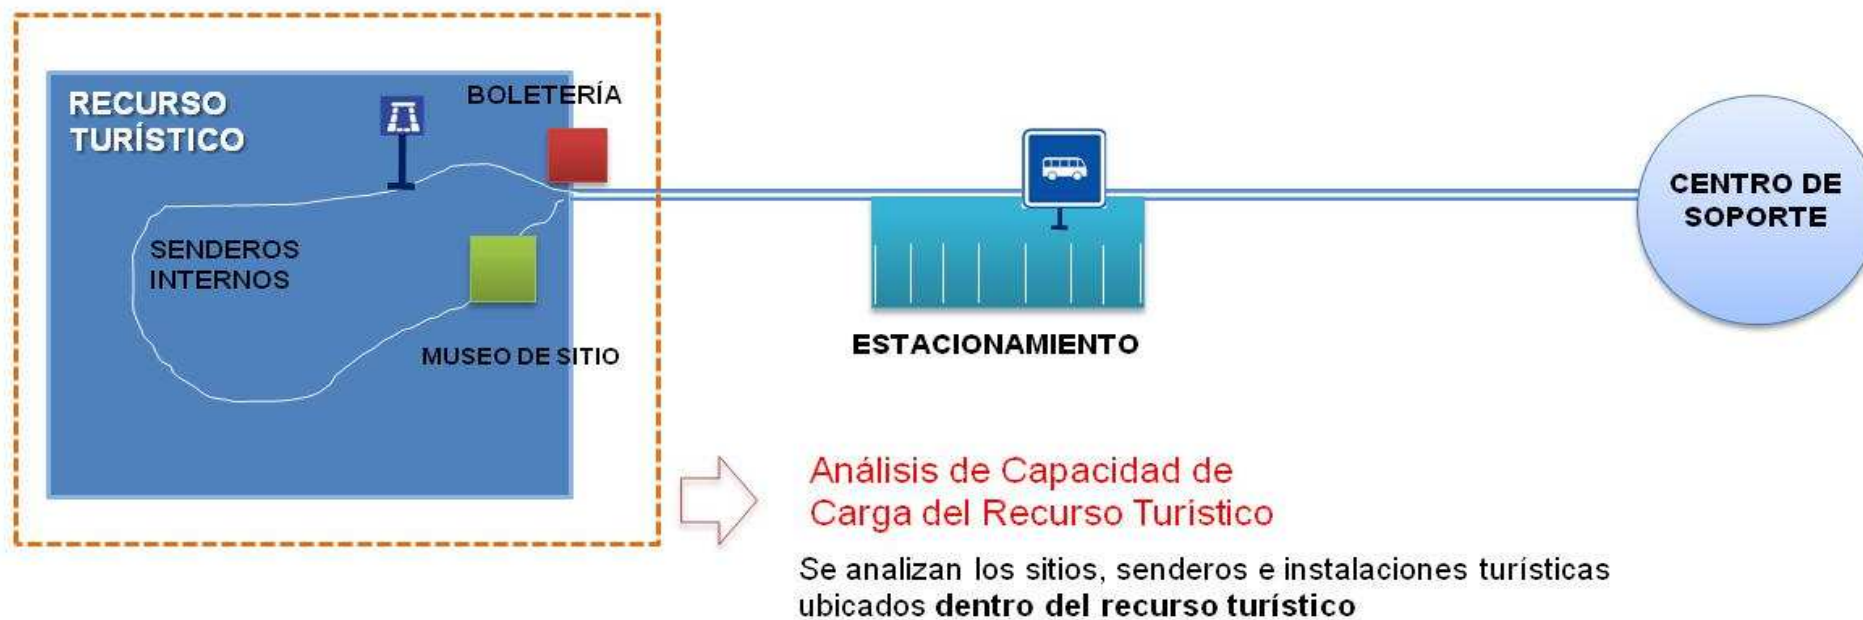 RECURSO
TURÍSTICO
BOLETERÍA
SENDEROS
INTERNOS
MUSEO DE SITIO
ESTACIONAMIENTO
CENTRO DE
SOPORTE
Análisis de Capacidad de
Carga del Recurso Turístico
Se analizan los sitios, senderos e instalaciones turísticas
ubicados dentro del recurso turístico